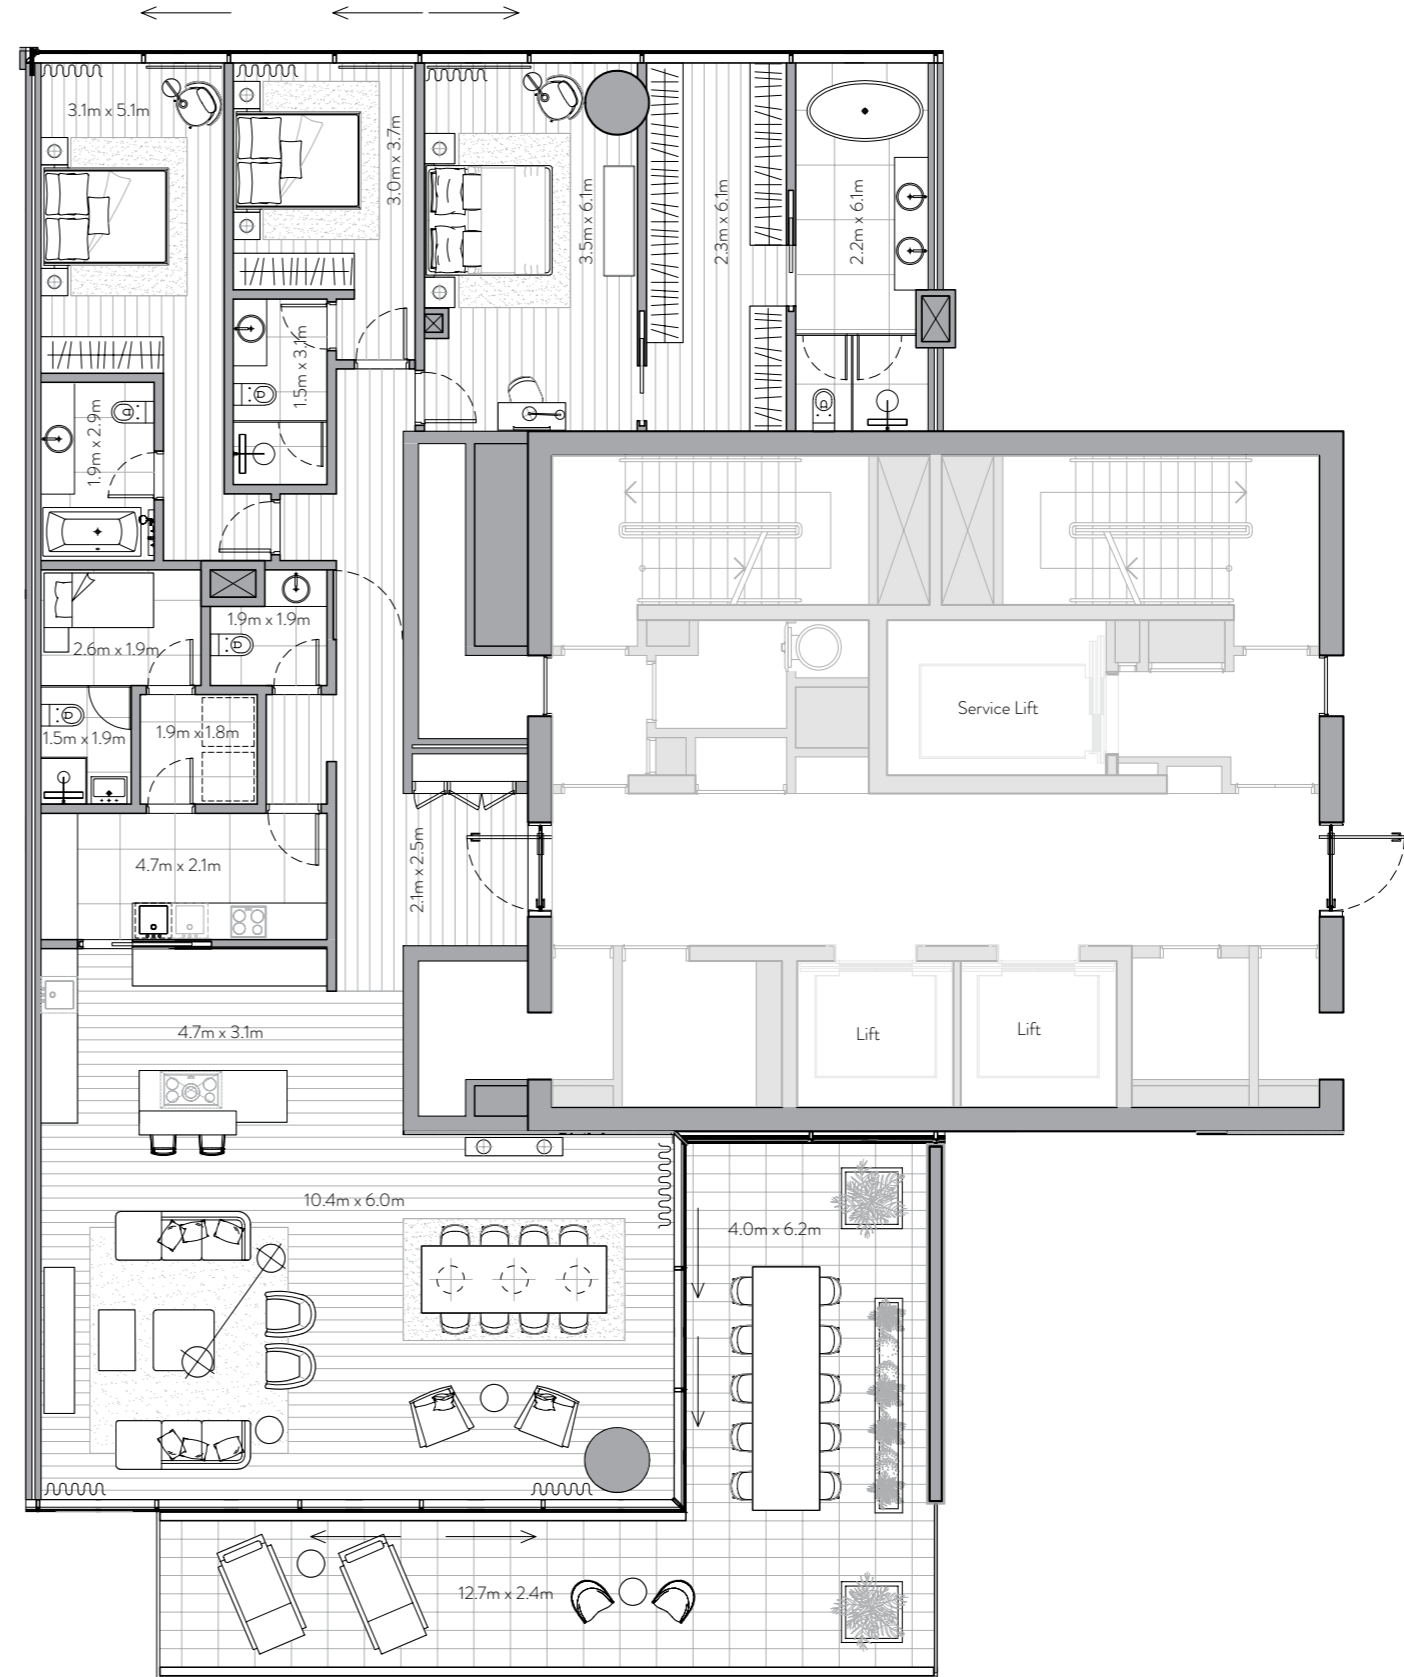 3.1m x 5.1m
3.0m x 3.7m
3.5m x 6.1m
2.3m x 6.1m
2.2m x 6.1m
1.5m x 3.1m
1.9m x 2.9m
1.9m x 1.9m
2.6m x 1.9m
1.5m x 1.9m
1.9m x 1.8m
Service Lift
4.7m x 2.1m
2.1m x 2.5m
4.7m x 3.1m
Lift
Lift
10.4m x 6.0m
4.0m x 6.2m
12.7m x 2.4m